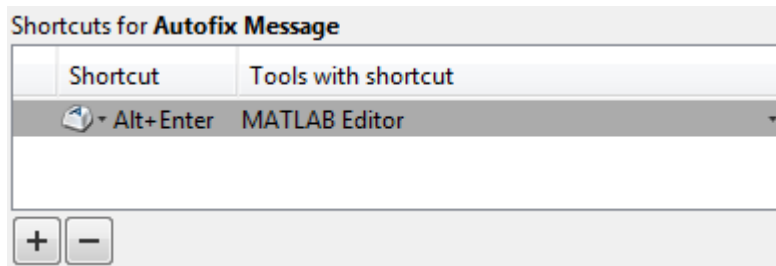 Shortcuts for Autofix Message
Shortcut Tools with shortcut
Alt+Enter MATLAB Editor
+ −